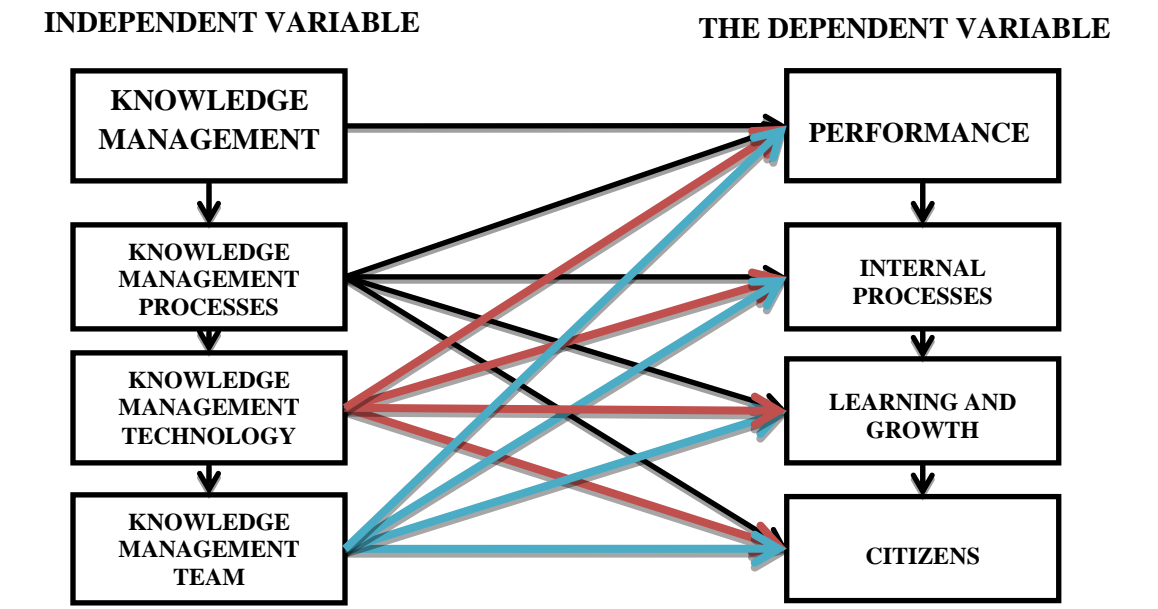 INDEPENDENT VARIABLE
THE DEPENDENT VARIABLE
KNOWLEDGE
MANAGEMENT
PERFORMANCE
KNOWLEDGE
MANAGEMENT
PROCESSES
INTERNAL
PROCESSES
KNOWLEDGE
MANAGEMENT
TECHNOLOGY
LEARNING AND
GROWTH
KNOWLEDGE
MANAGEMENT
TEAM
CITIZENS